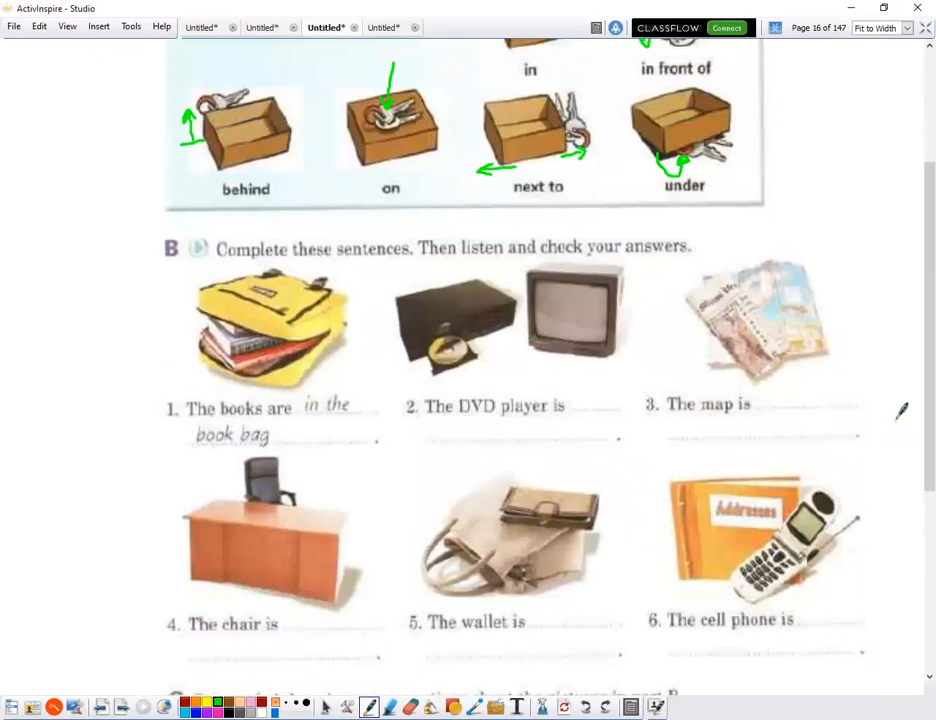 ActivInspire - Studio
File Edit View Insert Tools Help Untitled* Untitled* Untitled* Untitled* CLASSFLOW Connect Page 16 of 147 Fit to Width
in in front of
behind on next to under
B Complete these sentences. Then listen and check your answers.
1. The books are in the
book bag .
2. The DVD player is
.
3. The map is
.
Addresses
4. The chair is
.
5. The wallet is
.
6. The cell phone is
.